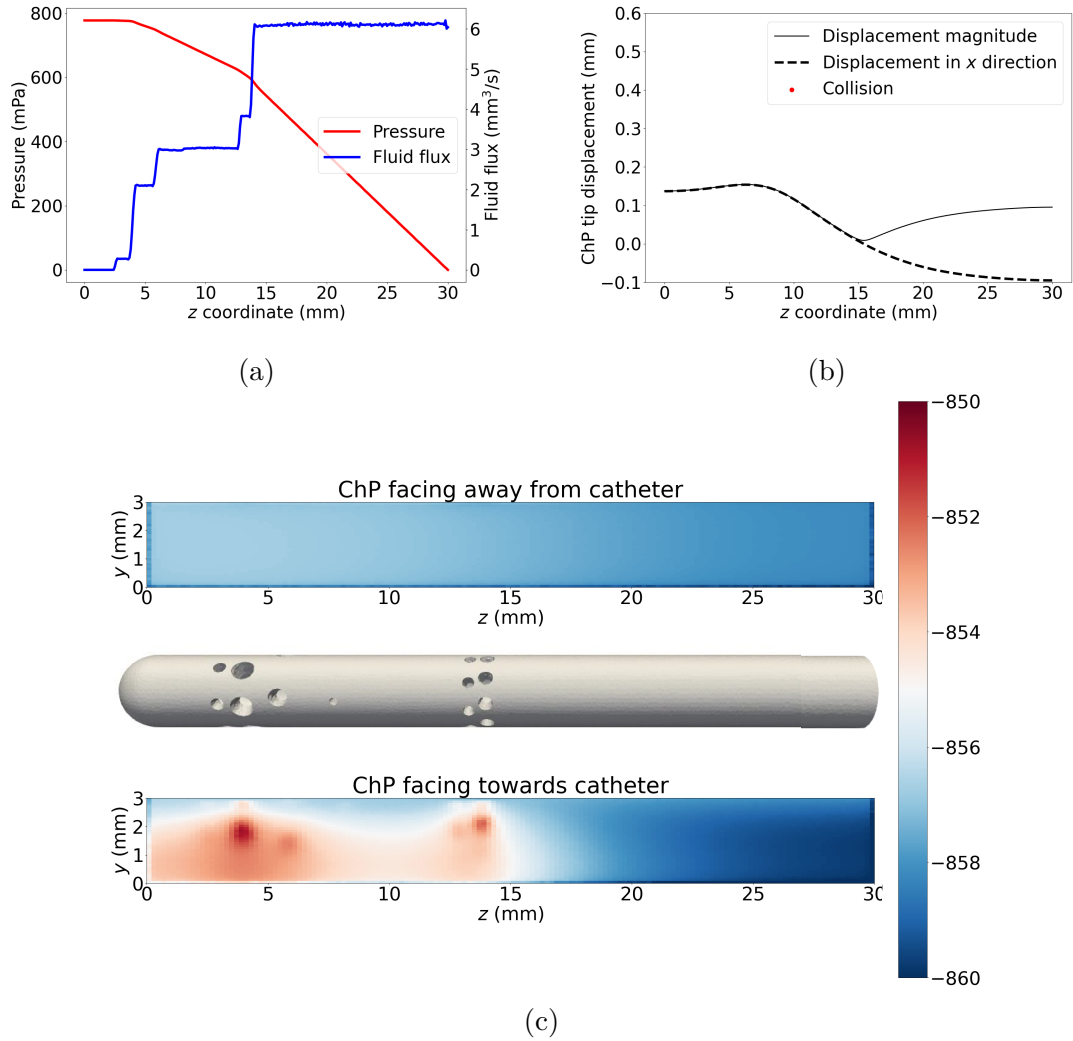 800
600
400
200
0
Pressure (mPa)
6
5
4
3
2
1
0
Fluid flux (mm³/s)
Pressure
Fluid flux
0 5 10 15 20 25 30
z coordinate (mm)
(a)
0.6
0.5
0.4
0.3
0.2
0.1
0.0
−0.1
ChP tip displacement (mm)
Displacement magnitude
Displacement in x direction
Collision
0 5 10 15 20 25 30
z coordinate (mm)
(b)
ChP facing away from catheter
3
2
1
0
y (mm)
0 5 10 15 20 25 30
z (mm)
ChP facing towards catheter
3
2
1
0
y (mm)
0 5 10 15 20 25 30
z (mm)
−850
−852
−854
−856
−858
−860
(c)